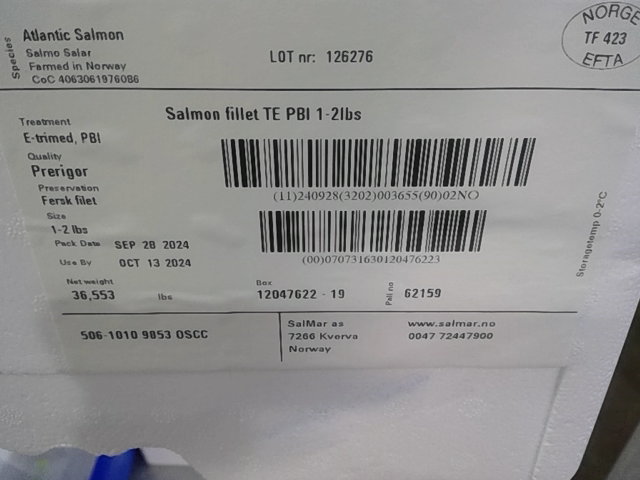 Species
Atlantic Salmon
Salmo Salar
Farmed in Norway
CoC 4063061976086
LOT nr: 126276
NORGE
TF 423
EFTA
Treatment
E-trimed, PBI
Salmon fillet TE PBI 1-2lbs
Quality
Prerigor
Preservation
Fersk filet
Size
1-2 lbs
(11)240928(3202)003655(90)02NO
(00)070731630120476223
Pack Date SEP 28 2024
Use By OCT 13 2024
Storagetemp 0-2°C
Net weight
36,553 lbs
Box
12047622 - 19
Pall no 62159
506-1010 9853 OSCC
SalMar as
7266 Kverva
Norway
www.salmar.no
0047 72447900